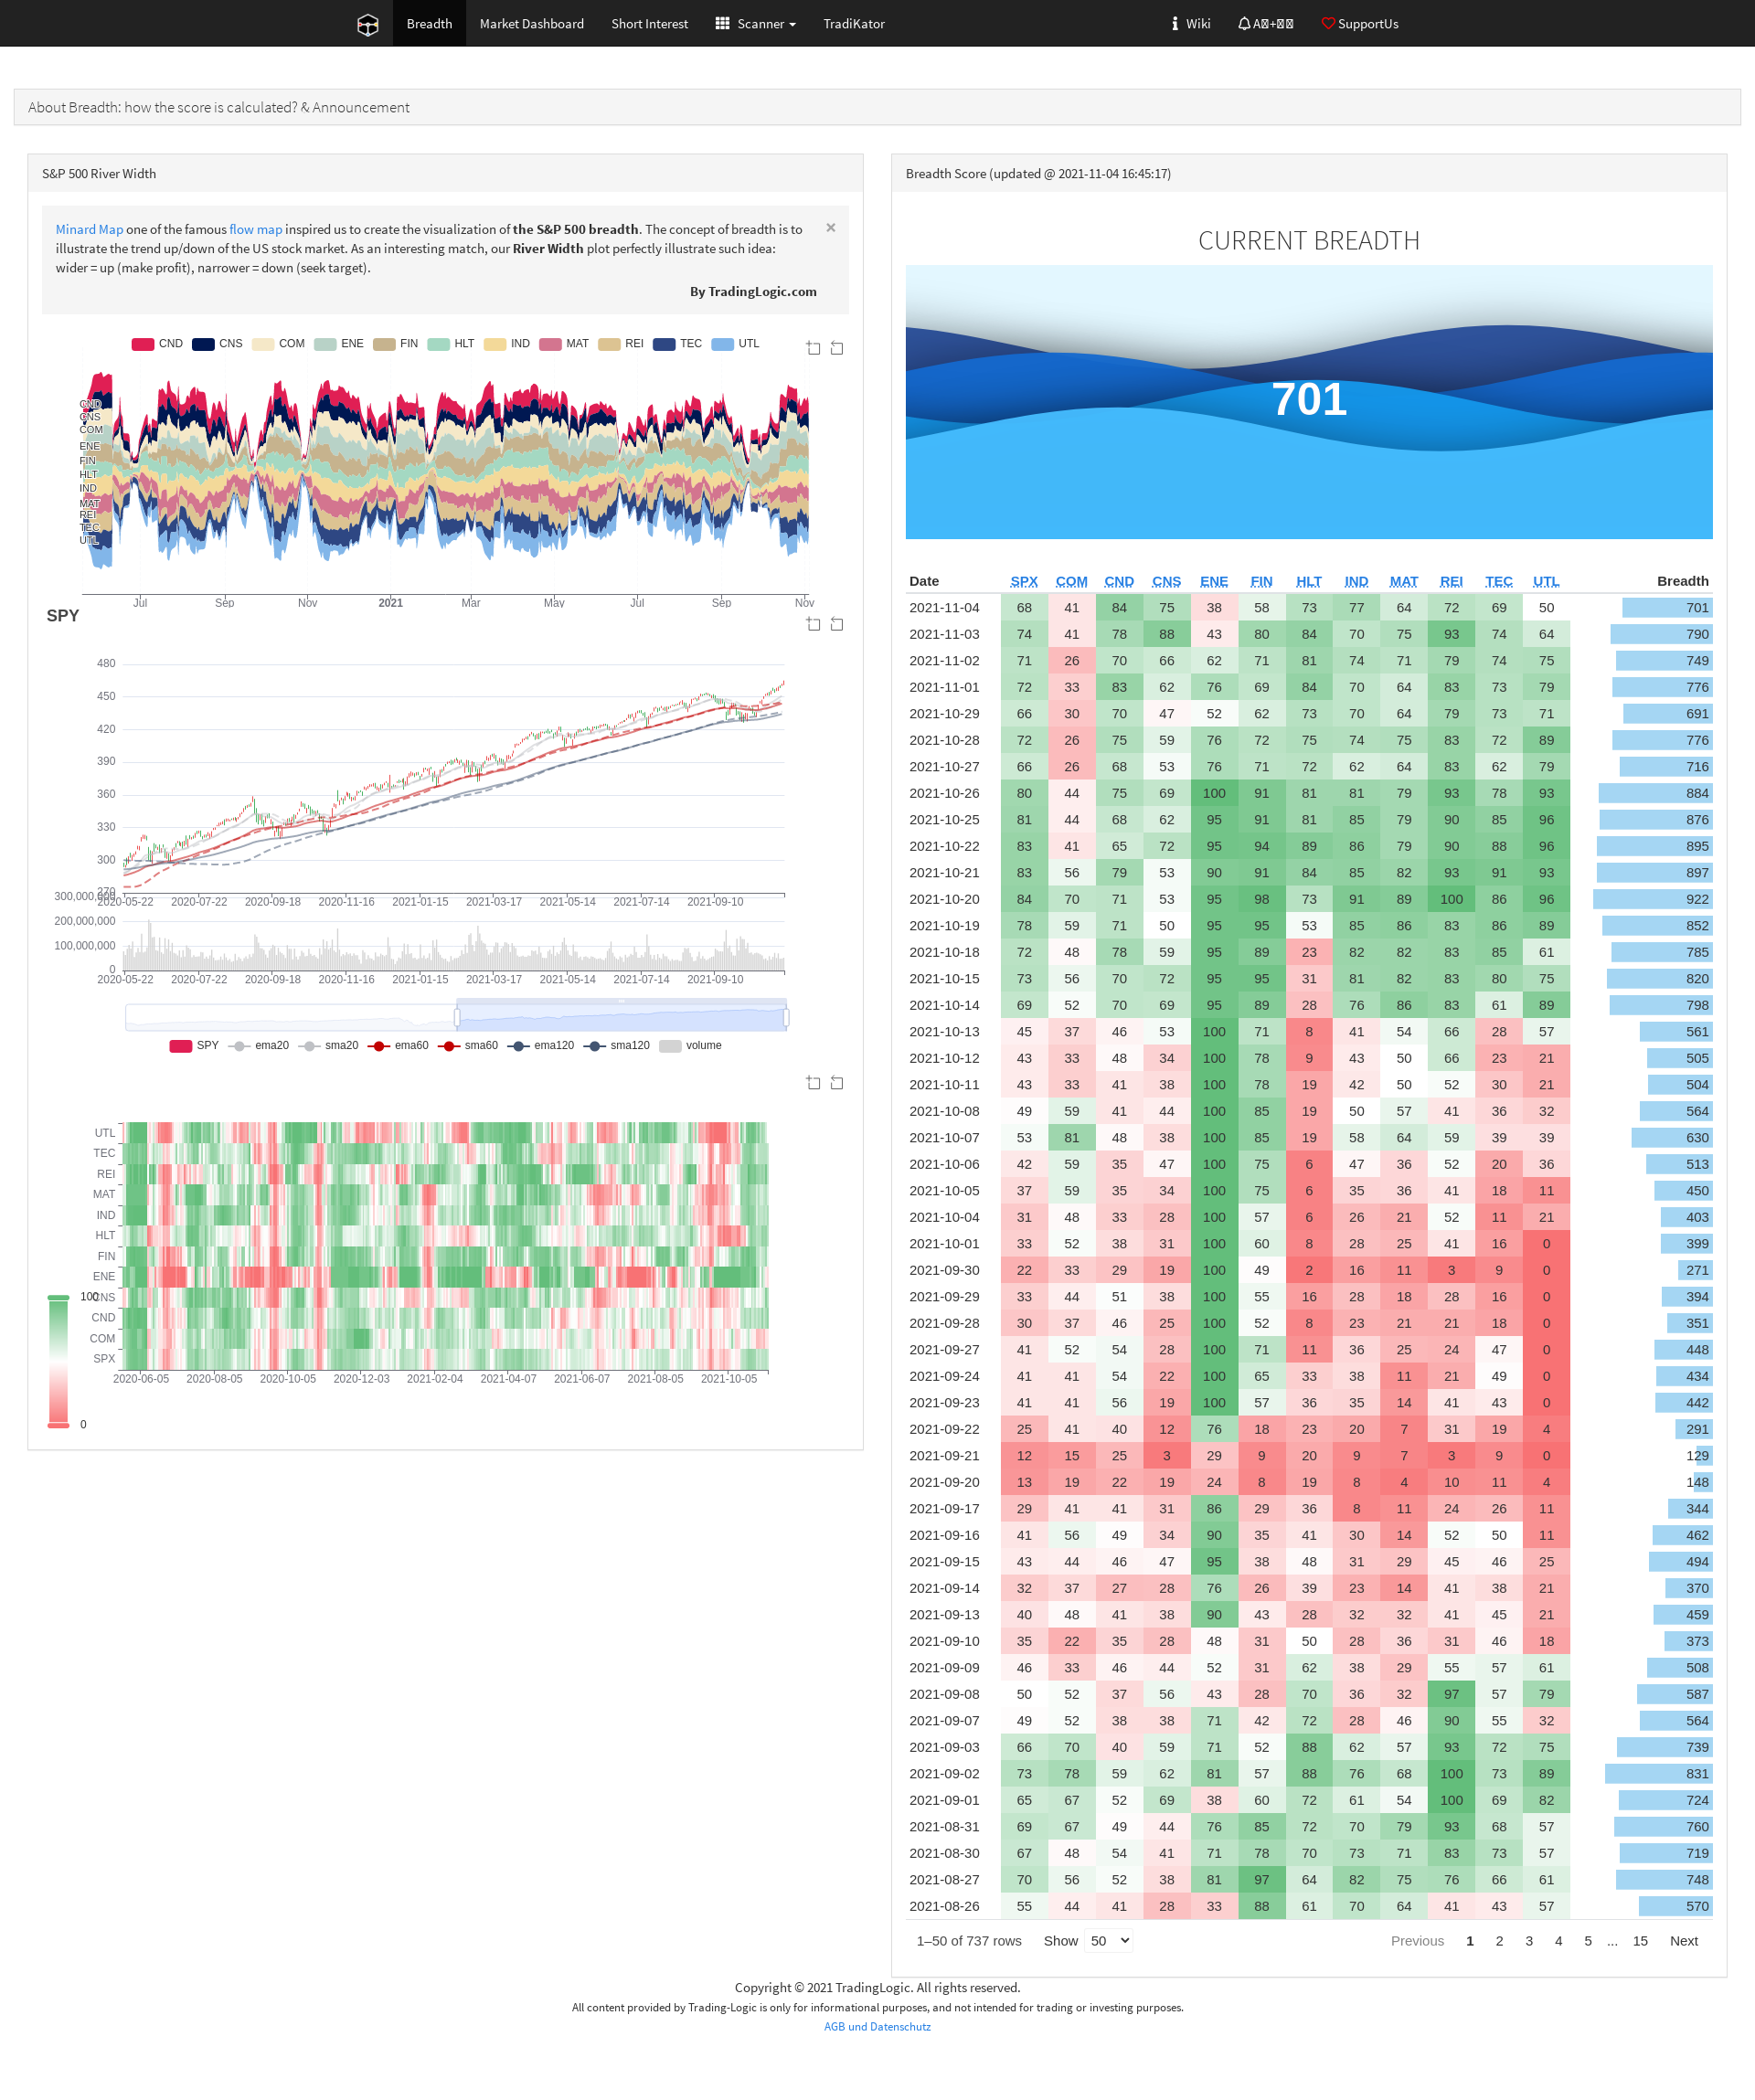 Breadth Market Dashboard Short Interest Scanner TradiKator Wiki SupportUs
About Breadth: how the score is calculated? & Announcement
S&P 500 River Width
Minard Map one of the famous flow map inspired us to create the visualization of the S&P 500 breadth. The concept of breadth is to
illustrate the trend up/down of the US stock market. As an interesting match, our River Width plot perfectly illustrate such idea:
wider = up (make profit), narrower = down (seek target).
By TradingLogic.com
×
CND CNS COM ENE FIN HLT IND MAT REI TEC UTL
CND
CNS
COM
ENE
FIN
HLT
IND
MAT
REI
TEC
UTL
Jul Sep Nov 2021 Mar May Jul Sep Nov
SPY
480
450
420
390
360
330
300
270
2020-05-22 2020-07-22 2020-09-18 2020-11-16 2021-01-15 2021-03-17 2021-05-14 2021-07-14 2021-09-10
300,000,000
200,000,000
100,000,000
0
2020-05-22 2020-07-22 2020-09-18 2020-11-16 2021-01-15 2021-03-17 2021-05-14 2021-07-14 2021-09-10
SPY ema20 sma20 ema60 sma60 ema120 sma120 volume
UTL
TEC
REI
MAT
IND
HLT
FIN
ENE
CNS
CND
COM
SPX
2020-06-05 2020-08-05 2020-10-05 2020-12-03 2021-02-04 2021-04-07 2021-06-07 2021-08-05 2021-10-05
100
0
Breadth Score (updated @ 2021-11-04 16:45:17)
CURRENT BREADTH
701
Date SPX COM CND CNS ENE FIN HLT IND MAT REI TEC UTL Breadth
2021-11-04 68 41 84 75 38 58 73 77 64 72 69 50 701
2021-11-03 74 41 78 88 43 80 84 70 75 93 74 64 790
2021-11-02 71 26 70 66 62 71 81 74 71 79 74 75 749
2021-11-01 72 33 83 62 76 69 84 70 64 83 73 79 776
2021-10-29 66 30 70 47 52 62 73 70 64 79 73 71 691
2021-10-28 72 26 75 59 76 72 75 74 75 83 72 89 776
2021-10-27 66 26 68 53 76 71 72 62 64 83 62 79 716
2021-10-26 80 44 75 69 100 91 81 81 79 93 78 93 884
2021-10-25 81 44 68 62 95 91 81 85 79 90 85 96 876
2021-10-22 83 41 65 72 95 94 89 86 79 90 88 96 895
2021-10-21 83 56 79 53 90 91 84 85 82 93 91 93 897
2021-10-20 84 70 71 53 95 98 73 91 89 100 86 96 922
2021-10-19 78 59 71 50 95 95 53 85 86 83 86 89 852
2021-10-18 72 48 78 59 95 89 23 82 82 83 85 61 785
2021-10-15 73 56 70 72 95 95 31 81 82 83 80 75 820
2021-10-14 69 52 70 69 95 89 28 76 86 83 61 89 798
2021-10-13 45 37 46 53 100 71 8 41 54 66 28 57 561
2021-10-12 43 33 48 34 100 78 9 43 50 66 23 21 505
2021-10-11 43 33 41 38 100 78 19 42 50 52 30 21 504
2021-10-08 49 59 41 44 100 85 19 50 57 41 36 32 564
2021-10-07 53 81 48 38 100 85 19 58 64 59 39 39 630
2021-10-06 42 59 35 47 100 75 6 47 36 52 20 36 513
2021-10-05 37 59 35 34 100 75 6 35 36 41 18 11 450
2021-10-04 31 48 33 28 100 57 6 26 21 52 11 21 403
2021-10-01 33 52 38 31 100 60 8 28 25 41 16 0 399
2021-09-30 22 33 29 19 100 49 2 16 11 3 9 0 271
2021-09-29 33 44 51 38 100 55 16 28 18 28 16 0 394
2021-09-28 30 37 46 25 100 52 8 23 21 21 18 0 351
2021-09-27 41 52 54 28 100 71 11 36 25 24 47 0 448
2021-09-24 41 41 54 22 100 65 33 38 11 21 49 0 434
2021-09-23 41 41 56 19 100 57 36 35 14 41 43 0 442
2021-09-22 25 41 40 12 76 18 23 20 7 31 19 4 291
2021-09-21 12 15 25 3 29 9 20 9 7 3 9 0 129
2021-09-20 13 19 22 19 24 8 19 8 4 10 11 4 148
2021-09-17 29 41 41 31 86 29 36 8 11 24 26 11 344
2021-09-16 41 56 49 34 90 35 41 30 14 52 50 11 462
2021-09-15 43 44 46 47 95 38 48 31 29 45 46 25 494
2021-09-14 32 37 27 28 76 26 39 23 14 41 38 21 370
2021-09-13 40 48 41 38 90 43 28 32 32 41 45 21 459
2021-09-10 35 22 35 28 48 31 50 28 36 31 46 18 373
2021-09-09 46 33 46 44 52 31 62 38 29 55 57 61 508
2021-09-08 50 52 37 56 43 28 70 36 32 97 57 79 587
2021-09-07 49 52 38 38 71 42 72 28 46 90 55 32 564
2021-09-03 66 70 40 59 71 52 88 62 57 93 72 75 739
2021-09-02 73 78 59 62 81 57 88 76 68 100 73 89 831
2021-09-01 65 67 52 69 38 60 72 61 54 100 69 82 724
2021-08-31 69 67 49 44 76 85 72 70 79 93 68 57 760
2021-08-30 67 48 54 41 71 78 70 73 71 83 73 57 719
2021-08-27 70 56 52 38 81 97 64 82 75 76 66 61 748
2021-08-26 55 44 41 28 33 88 61 70 64 41 43 57 570
1–50 of 737 rows Show 50 Previous 1 2 3 4 5 ... 15 Next
Copyright © 2021 TradingLogic. All rights reserved.
All content provided by Trading-Logic is only for informational purposes, and not intended for trading or investing purposes.
AGB und Datenschutz